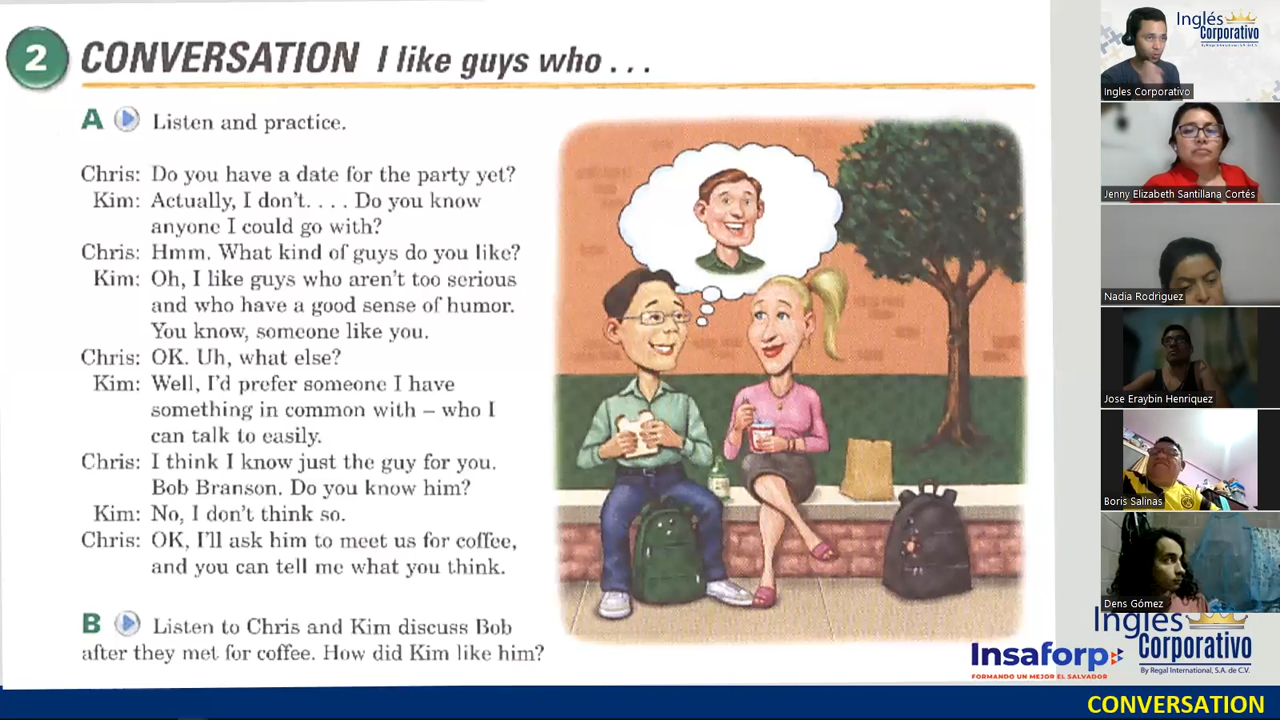 2 CONVERSATION I like guys who . . .
A Listen and practice.
Chris: Do you have a date for the party yet?
Kim: Actually, I don't. . . . Do you know
anyone I could go with?
Chris: Hmm. What kind of guys do you like?
Kim: Oh, I like guys who aren't too serious
and who have a good sense of humor.
You know, someone like you.
Chris: OK. Uh, what else?
Kim: Well, I'd prefer someone I have
something in common with – who I
can talk to easily.
Chris: I think I know just the guy for you.
Bob Branson. Do you know him?
Kim: No, I don't think so.
Chris: OK, I'll ask him to meet us for coffee,
and you can tell me what you think.
B Listen to Chris and Kim discuss Bob
after they met for coffee. How did Kim like him?
Inglés
Corporativo
By Regal International, S.A. de C.V.
Ingles Corporativo
Jenny Elizabeth Santillana Cortés
Nadia Rodriguez
Jose Eraybin Henriquez
Boris Salinas
Dens Gómez
Inglés
Corporativo
By Regal International, S.A. de C.V.
Insaforp
FORMANDO UN MEJOR EL SALVADOR
CONVERSATION